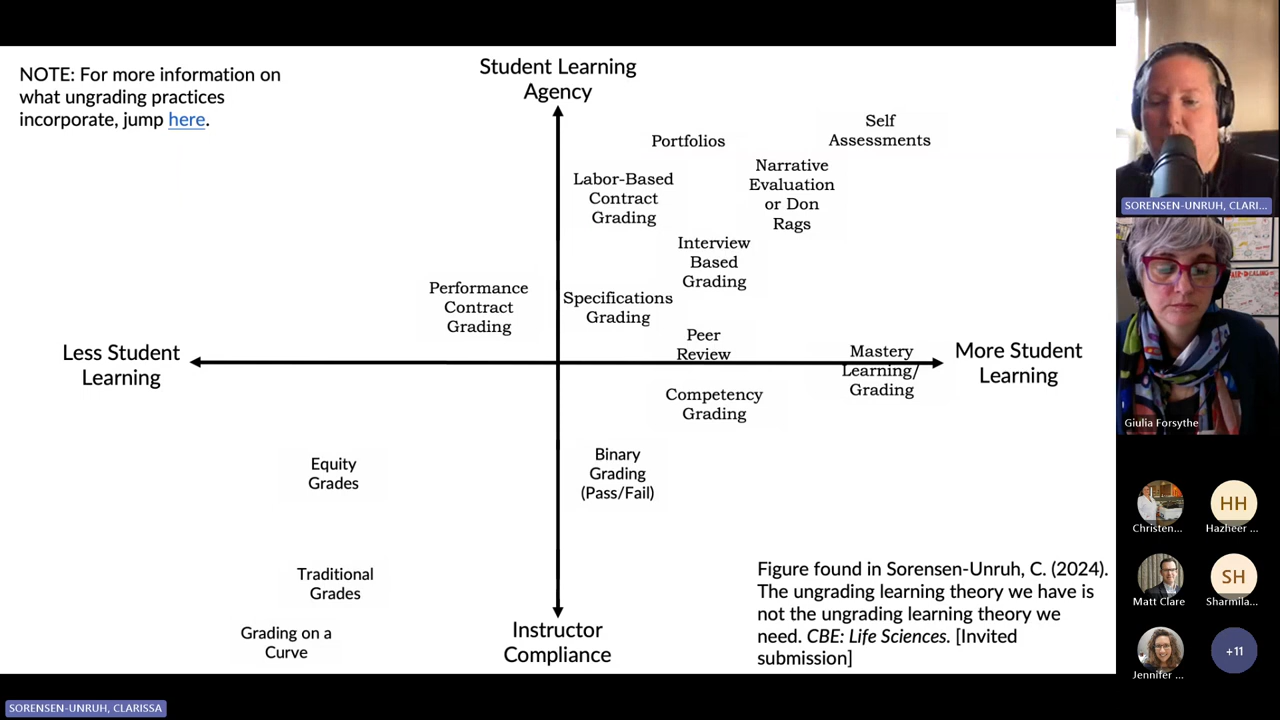 NOTE: For more information on
what ungrading practices
incorporate, jump here.
Student Learning
Agency
Portfolios
Self
Assessments
Labor-Based
Contract
Grading
Narrative
Evaluation
or Don
Rags
Interview
Based
Grading
Performance
Contract
Grading
Specifications
Grading
Peer
Review
Less Student
Learning
Mastery
Learning/
Grading
More Student
Learning
Competency
Grading
Equity
Grades
Binary
Grading
(Pass/Fail)
Traditional
Grades
Grading on a
Curve
Instructor
Compliance
Figure found in Sorensen-Unruh, C. (2024).
The ungrading learning theory we have is
not the ungrading learning theory we
need. CBE: Life Sciences. [Invited
submission]
SORENSEN-UNRUH, CLARI...
Giulia Forsythe
Christen...
HH
Hazheer ...
Matt Clare
SH
Sharmila...
Jennifer ...
+11
SORENSEN-UNRUH, CLARISSA